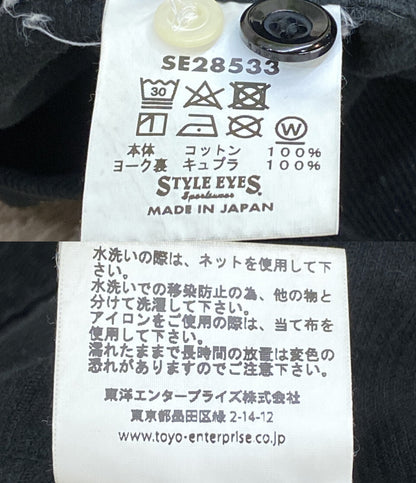 SE28533
30
W
本体 コットン 100%
ヨーク裏 キュプラ 100%
STYLE EYES
Sportswear
MADE IN JAPAN
水洗いの際は、ネットを使用して下
さい。
水洗いでの移染防止の為、他の物と
分けて洗濯して下さい。
アイロンをご使用の際は、当て布を
使用して下さい。
濡れたままで長時間の放置は変色の
恐れがありますのでご注意下さい。
東洋エンタープライズ株式会社
東京都品田区緑 2-14-12
www.toyo-enterprise.co.jp